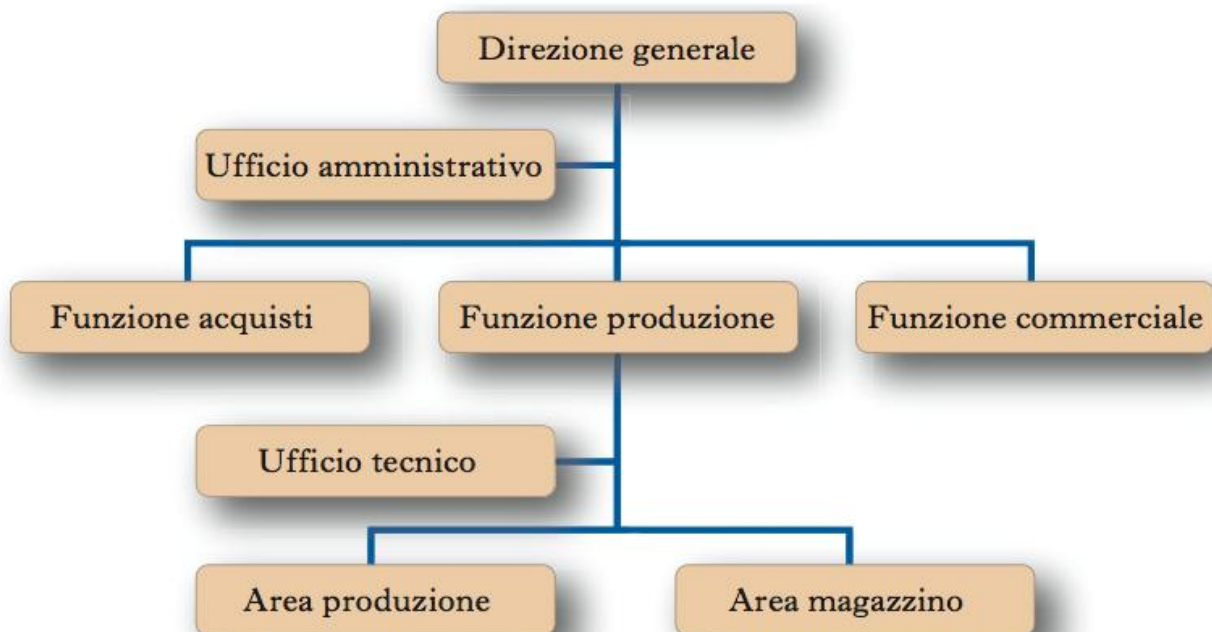 Direzione generale
Ufficio amministrativo
Funzione acquisti
Funzione produzione
Funzione commerciale
Ufficio tecnico
Area produzione
Area magazzino